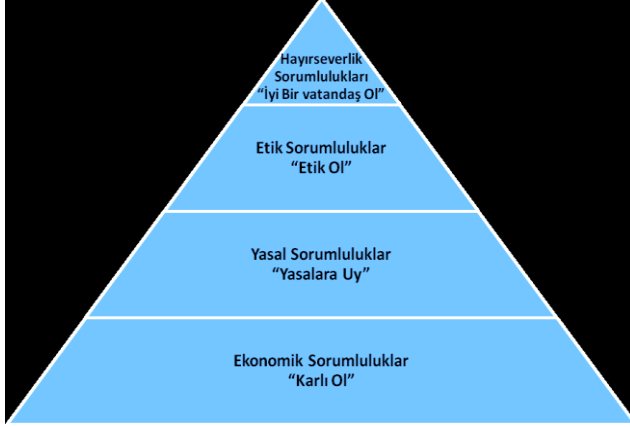 Hayırseverlik
Sorumlulukları
“İyi Bir vatandaş Ol”
Etik Sorumluluklar
“Etik Ol”
Yasal Sorumluluklar
“Yasalara Uy”
Ekonomik Sorumluluklar
“Karlı Ol”